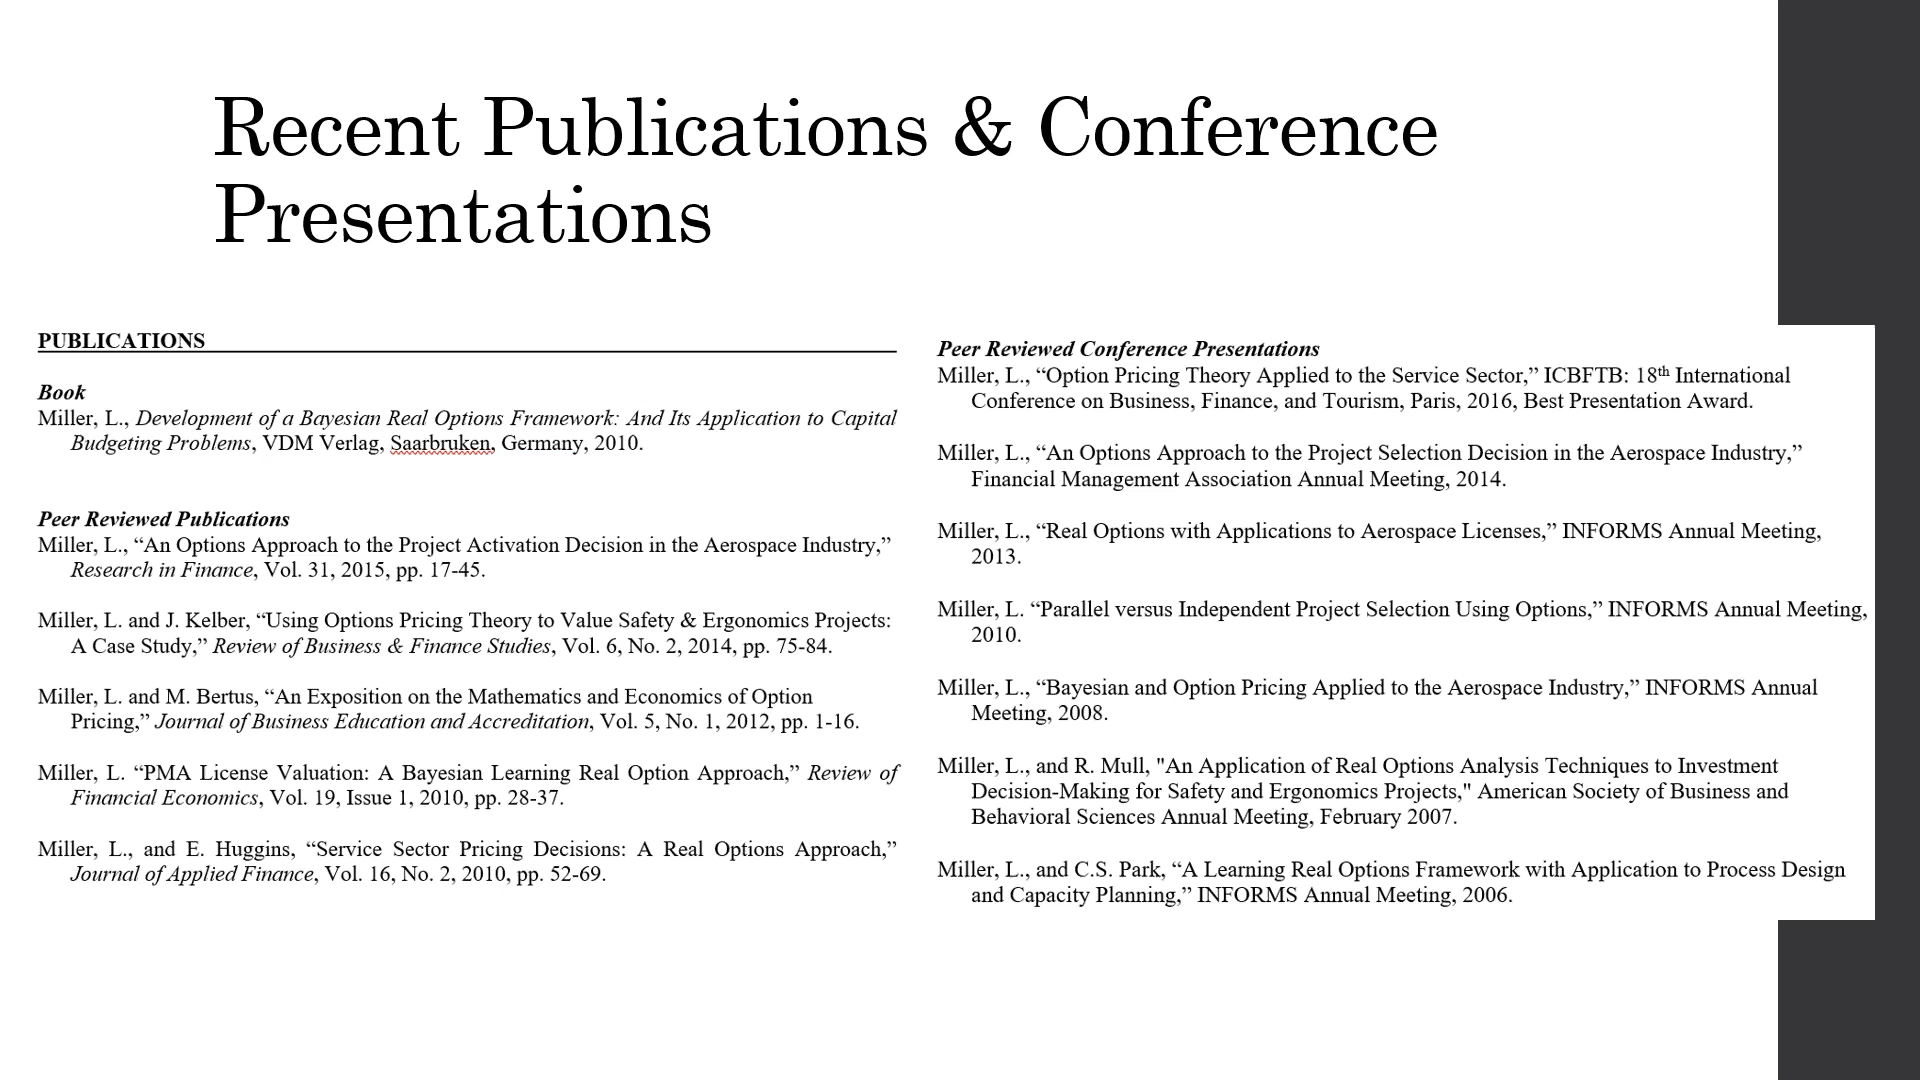 Recent Publications & Conference
Presentations
PUBLICATIONS
Book
Miller, L., Development of a Bayesian Real Options Framework: And Its Application to Capital
Budgeting Problems, VDM Verlag, Saarbruken, Germany, 2010.
Peer Reviewed Publications
Miller, L., “An Options Approach to the Project Activation Decision in the Aerospace Industry,”
Research in Finance, Vol. 31, 2015, pp. 17-45.
Miller, L. and J. Kelber, “Using Options Pricing Theory to Value Safety & Ergonomics Projects:
A Case Study,” Review of Business & Finance Studies, Vol. 6, No. 2, 2014, pp. 75-84.
Miller, L. and M. Bertus, “An Exposition on the Mathematics and Economics of Option
Pricing,” Journal of Business Education and Accreditation, Vol. 5, No. 1, 2012, pp. 1-16.
Miller, L. “PMA License Valuation: A Bayesian Learning Real Option Approach,” Review of
Financial Economics, Vol. 19, Issue 1, 2010, pp. 28-37.
Miller, L., and E. Huggins, “Service Sector Pricing Decisions: A Real Options Approach,”
Journal of Applied Finance, Vol. 16, No. 2, 2010, pp. 52-69.
Peer Reviewed Conference Presentations
Miller, L., “Option Pricing Theory Applied to the Service Sector,” ICBFTB: 18th International
Conference on Business, Finance, and Tourism, Paris, 2016, Best Presentation Award.
Miller, L., “An Options Approach to the Project Selection Decision in the Aerospace Industry,”
Financial Management Association Annual Meeting, 2014.
Miller, L., “Real Options with Applications to Aerospace Licenses,” INFORMS Annual Meeting,
2013.
Miller, L. “Parallel versus Independent Project Selection Using Options,” INFORMS Annual Meeting,
2010.
Miller, L., “Bayesian and Option Pricing Applied to the Aerospace Industry,” INFORMS Annual
Meeting, 2008.
Miller, L., and R. Mull, "An Application of Real Options Analysis Techniques to Investment
Decision-Making for Safety and Ergonomics Projects," American Society of Business and
Behavioral Sciences Annual Meeting, February 2007.
Miller, L., and C.S. Park, “A Learning Real Options Framework with Application to Process Design
and Capacity Planning,” INFORMS Annual Meeting, 2006.